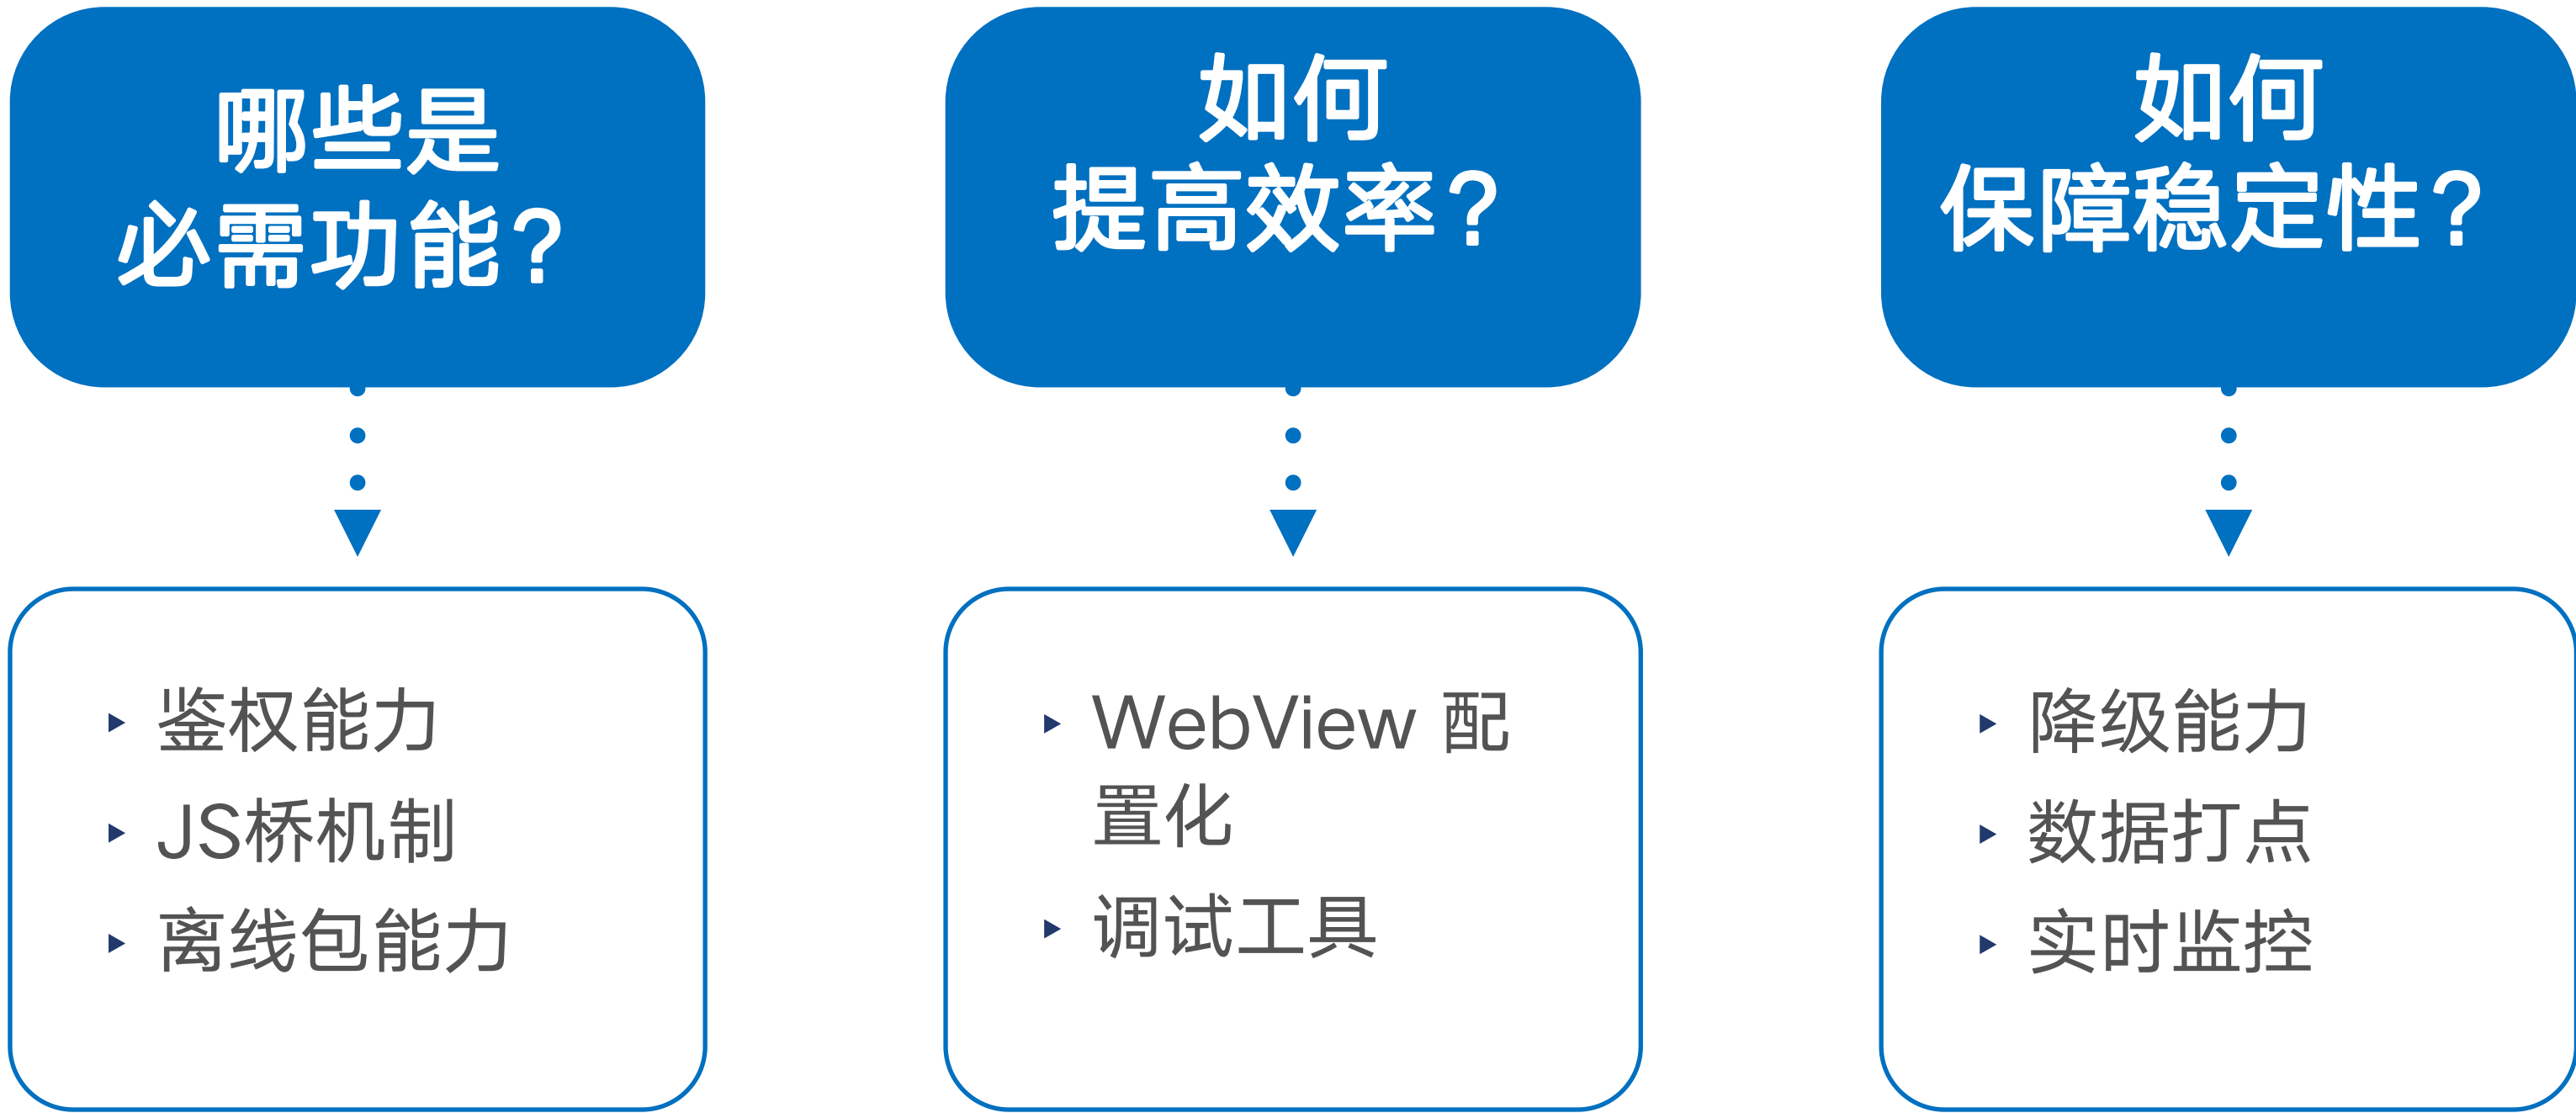 哪些是
必需功能？
鉴权能力
JS桥机制
离线包能力
如何
提高效率？
WebView 配
置化
调试工具
如何
保障稳定性？
降级能力
数据打点
实时监控